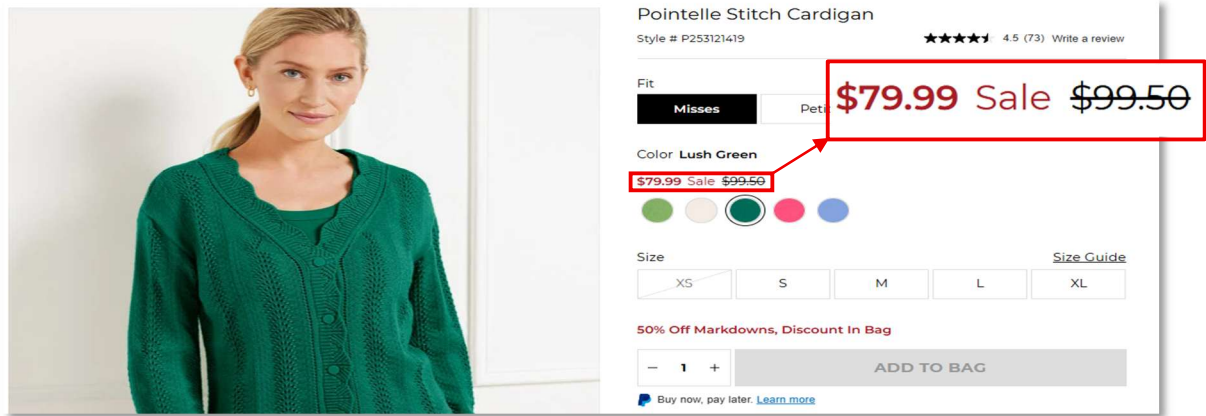 Pointelle Stitch Cardigan
Style # P253121419
4.5 (73) Write a review
Fit
Misses
$79.99 Sale $99.50
Color Lush Green
$79.99 Sale $99.50
Size
Size Guide
XS S M L XL
50% Off Markdowns, Discount In Bag
− 1 + ADD TO BAG
Buy now, pay later. Learn more